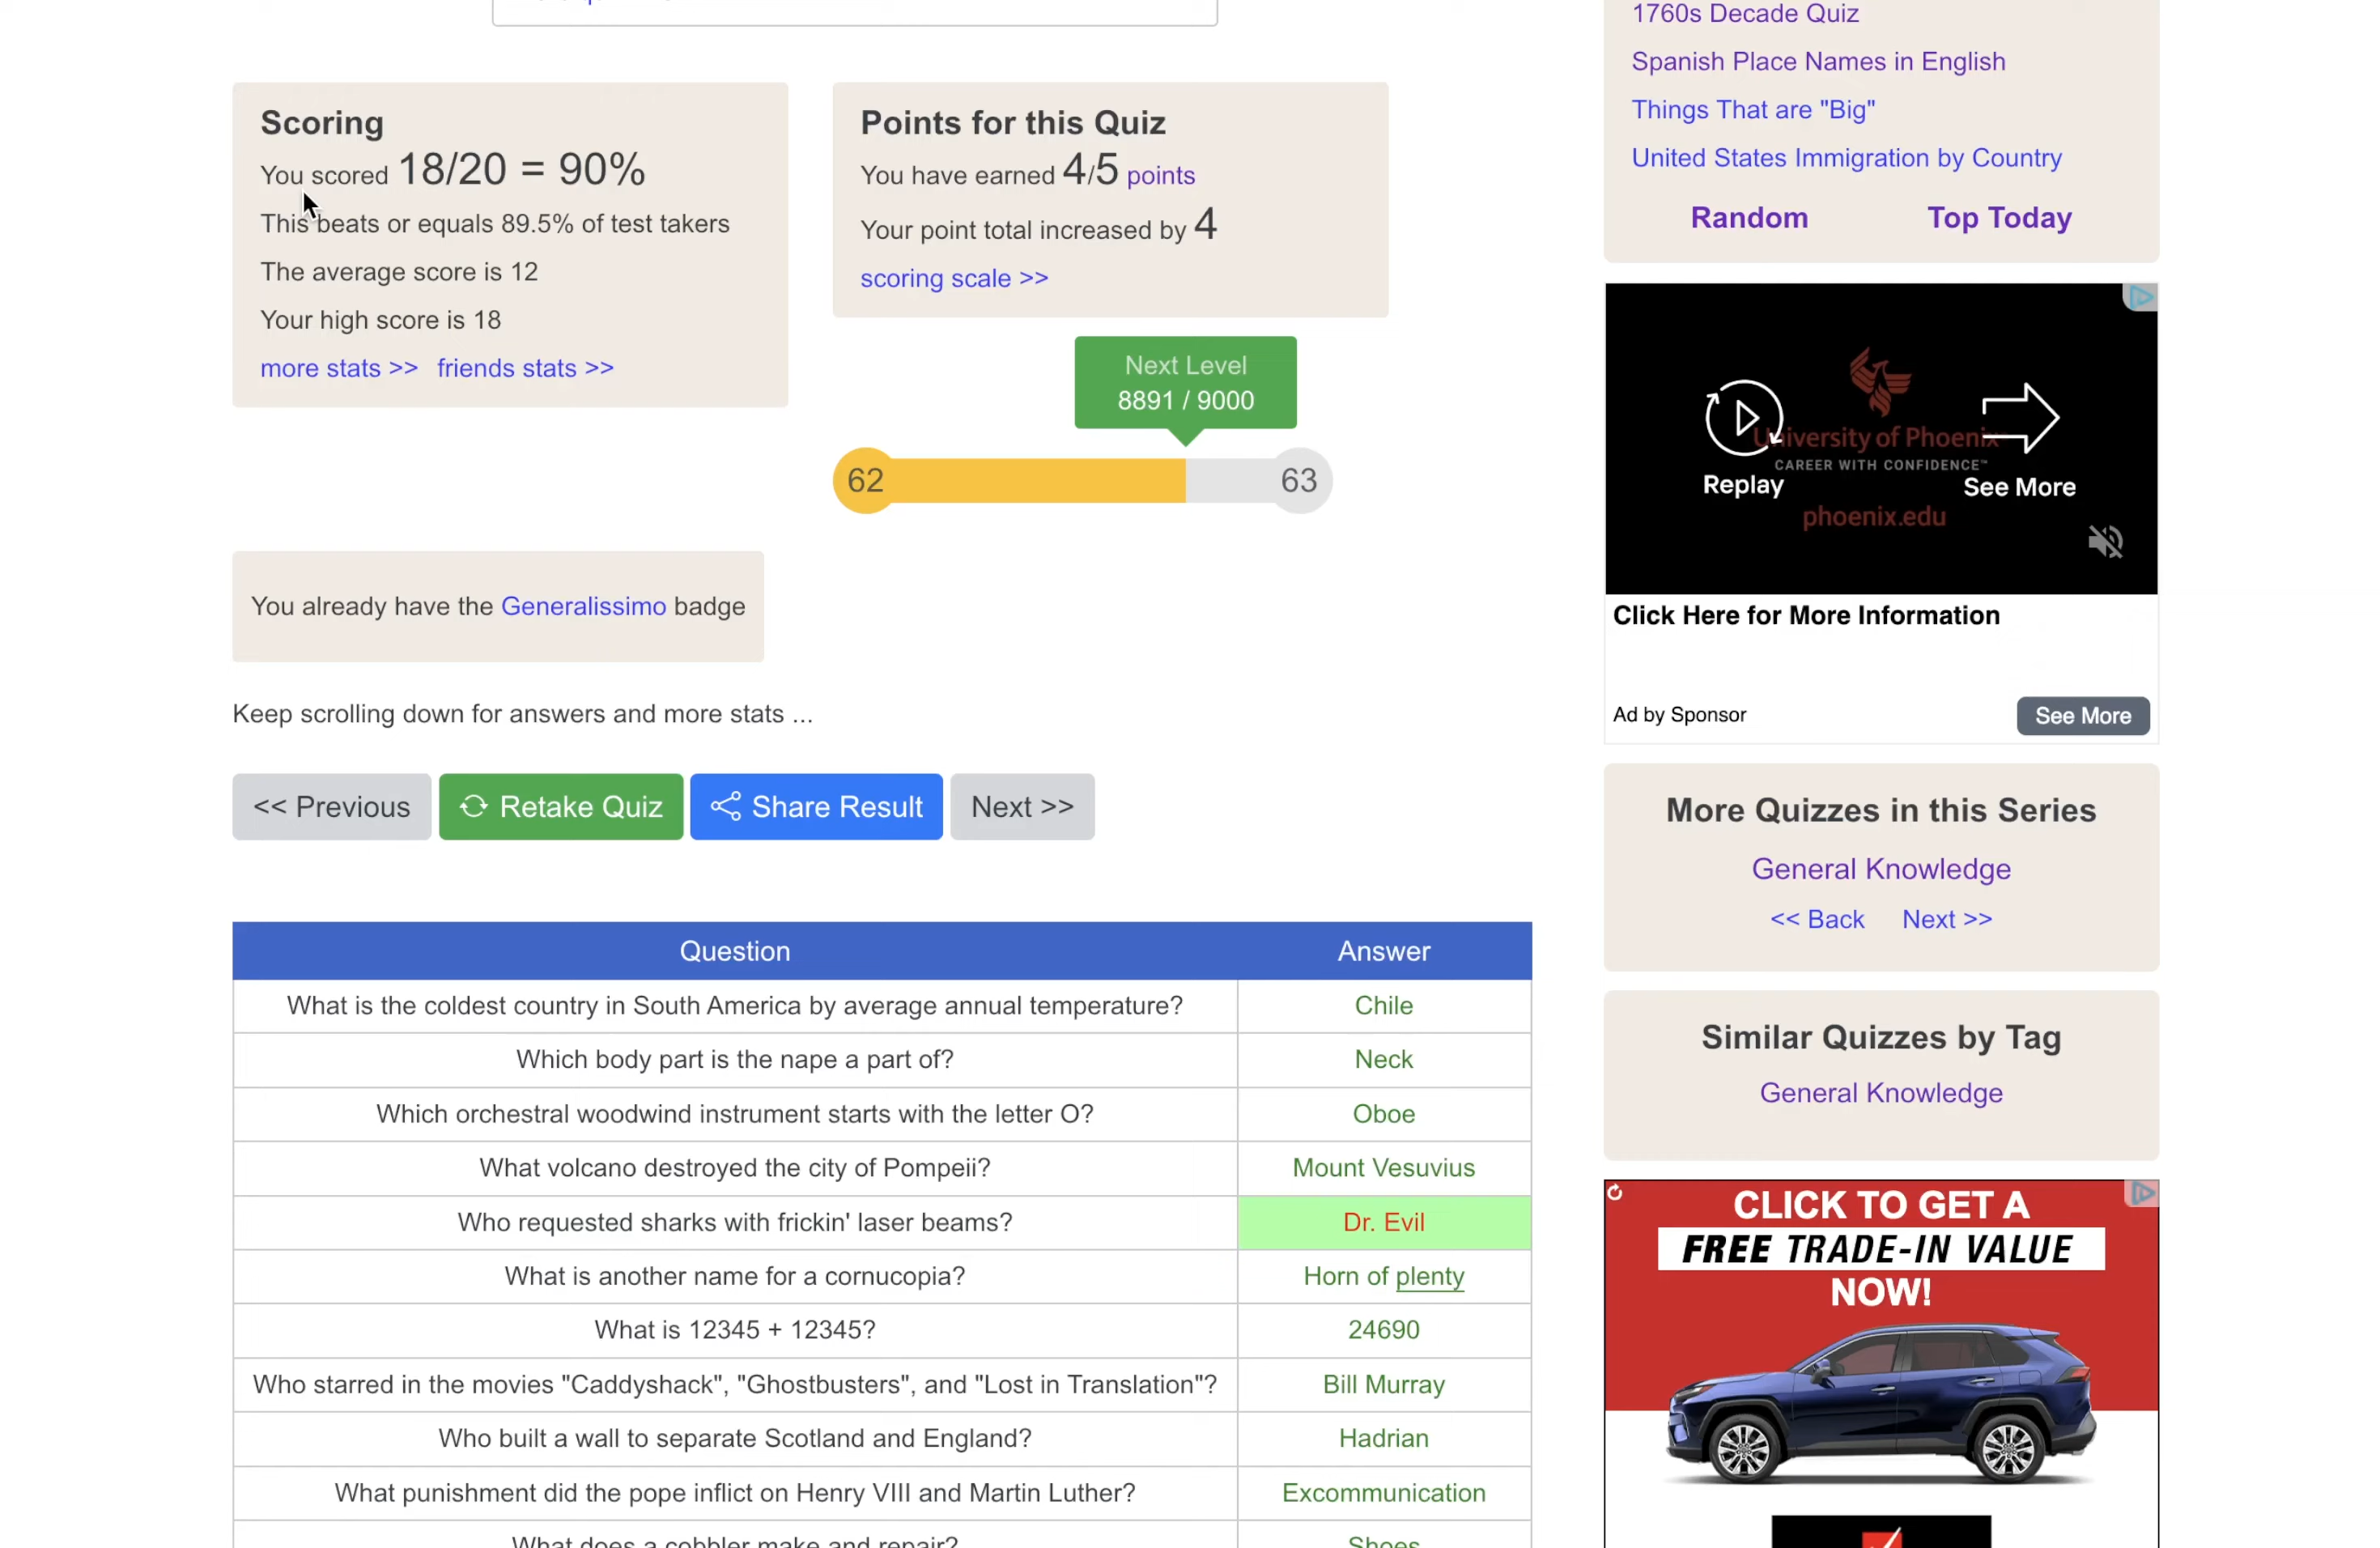 Scoring
You scored 18/20 = 90%
This beats or equals 89.5% of test takers
The average score is 12
Your high score is 18
more stats >> friends stats >>
Points for this Quiz
You have earned 4/5 points
Your point total increased by 4
scoring scale >>
Next Level
8891 / 9000
62
63
You already have the Generalissimo badge
Keep scrolling down for answers and more stats ...
<< Previous
Retake Quiz
Share Result
Next >>
Question Answer
What is the coldest country in South America by average annual temperature? Chile
Which body part is the nape a part of? Neck
Which orchestral woodwind instrument starts with the letter O? Oboe
What volcano destroyed the city of Pompeii? Mount Vesuvius
Who requested sharks with frickin' laser beams? Dr. Evil
What is another name for a cornucopia? Horn of plenty
What is 12345 + 12345? 24690
Who starred in the movies "Caddyshack", "Ghostbusters", and "Lost in Translation"? Bill Murray
Who built a wall to separate Scotland and England? Hadrian
What punishment did the pope inflict on Henry VIII and Martin Luther? Excommunication
What does a cobbler make and repair? Shoes
1760s Decade Quiz
Spanish Place Names in English
Things That are "Big"
United States Immigration by Country
Random Top Today
University of Phoenix
CAREER WITH CONFIDENCE™
Replay
See More
phoenix.edu
Click Here for More Information
Ad by Sponsor
See More
More Quizzes in this Series
General Knowledge
<< Back Next >>
Similar Quizzes by Tag
General Knowledge
CLICK TO GET A
FREE TRADE-IN VALUE
NOW!